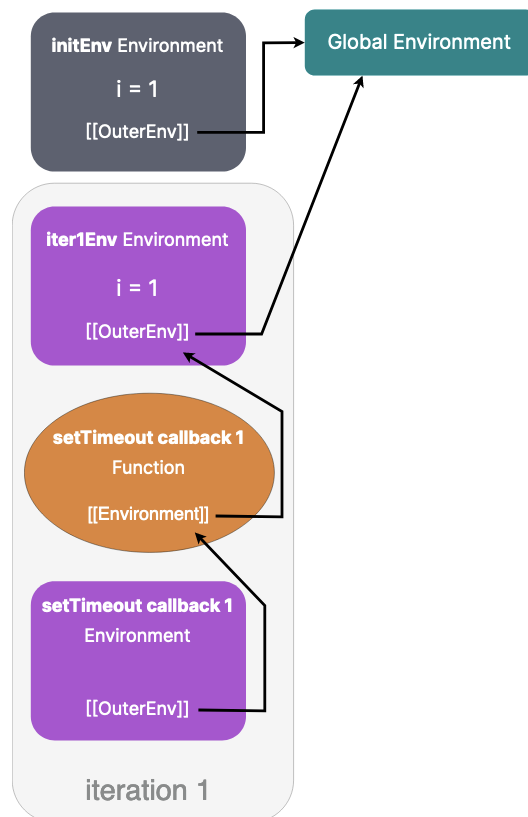 initEnv Environment
Global Environment
i = 1
[[OuterEnv]]
iter1Env Environment
i = 1
[[OuterEnv]]
setTimeout callback 1
Function
[[Environment]]
setTimeout callback 1
Environment
[[OuterEnv]]
iteration 1